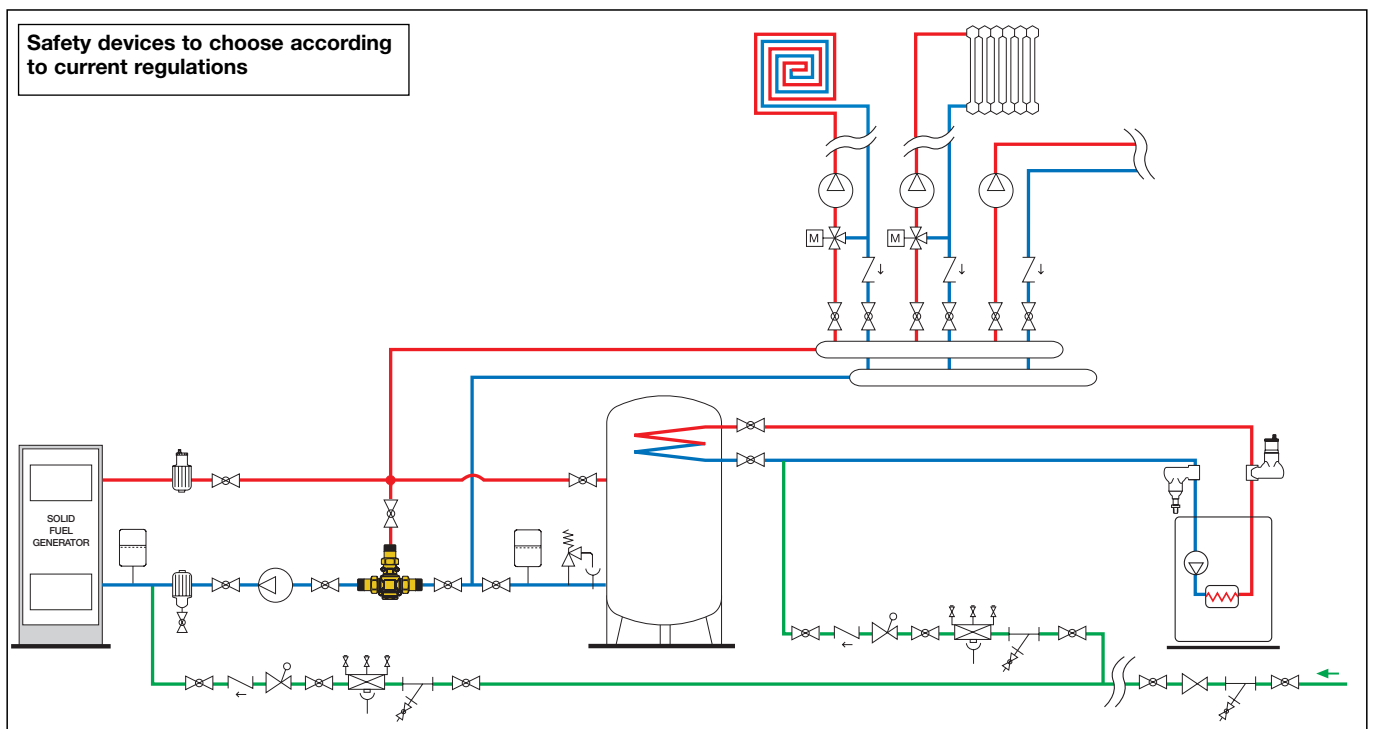 Safety devices to choose according
to current regulations
M
M
SOLID
FUEL
GENERATOR